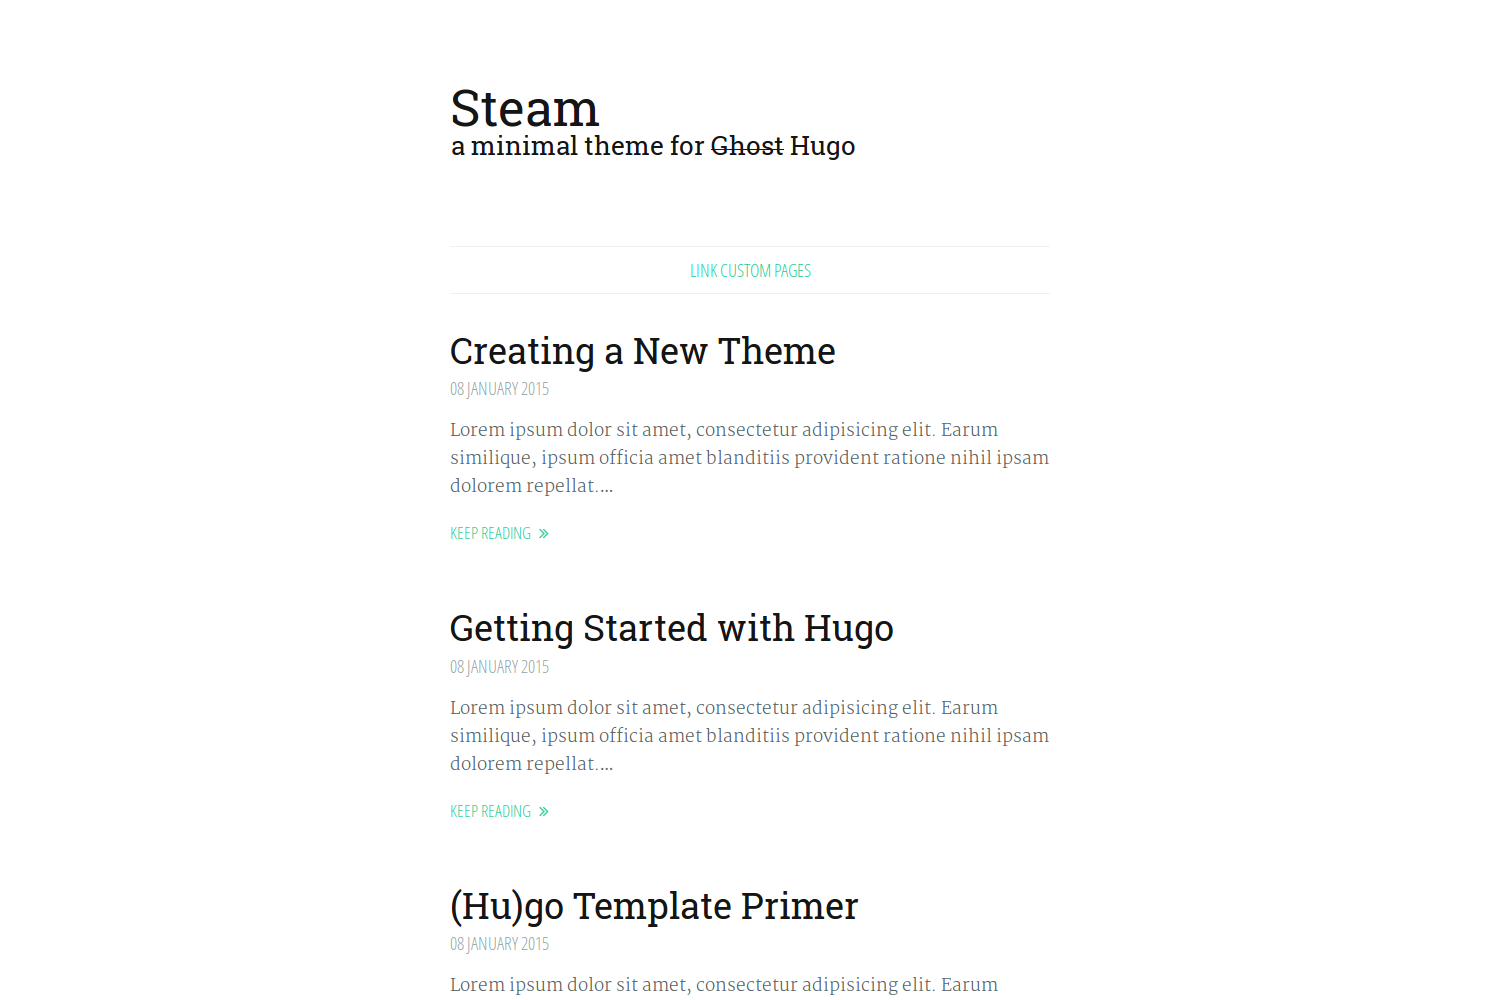 Steam
a minimal theme for Ghost Hugo
LINK CUSTOM PAGES
Creating a New Theme
08 JANUARY 2015
Lorem ipsum dolor sit amet, consectetur adipisicing elit. Earum
similique, ipsum officia amet blanditiis provident ratione nihil ipsam
dolorem repellat.…
KEEP READING »
Getting Started with Hugo
08 JANUARY 2015
Lorem ipsum dolor sit amet, consectetur adipisicing elit. Earum
similique, ipsum officia amet blanditiis provident ratione nihil ipsam
dolorem repellat.…
KEEP READING »
(Hu)go Template Primer
08 JANUARY 2015
Lorem ipsum dolor sit amet, consectetur adipisicing elit. Earum